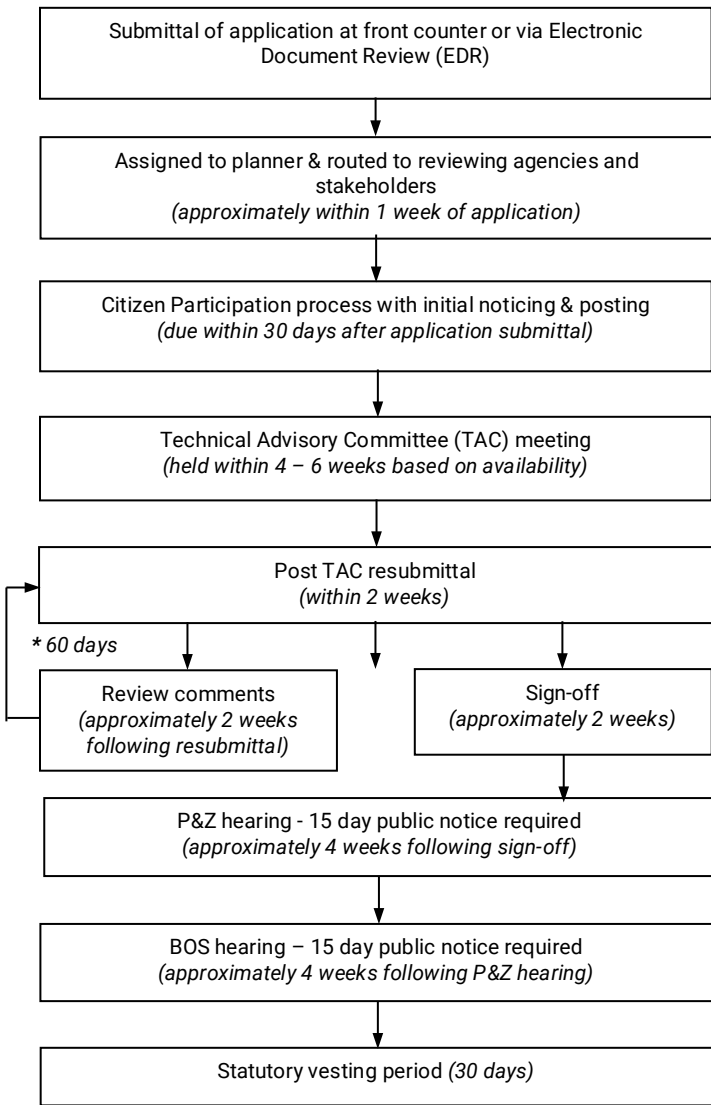 Submittal of application at front counter or via Electronic
Document Review (EDR)
Assigned to planner & routed to reviewing agencies and
stakeholders
(approximately within 1 week of application)
Citizen Participation process with initial noticing & posting
(due within 30 days after application submittal)
Technical Advisory Committee (TAC) meeting
(held within 4 – 6 weeks based on availability)
Post TAC resubmittal
(within 2 weeks)
* 60 days
Review comments
(approximately 2 weeks
following resubmittal)
Sign-off
(approximately 2 weeks)
P&Z hearing - 15 day public notice required
(approximately 4 weeks following sign-off)
BOS hearing – 15 day public notice required
(approximately 4 weeks following P&Z hearing)
Statutory vesting period (30 days)